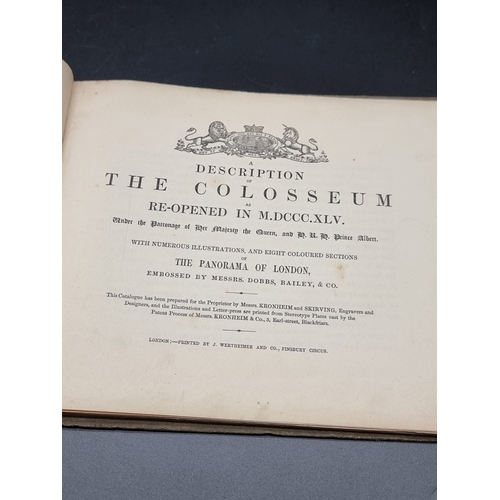 A
DESCRIPTION
OF
THE COLOSSEUM
AS
RE-OPENED IN M.DCCC.XLV.
Under the Patronage of Her Majesty the Queen, and H. R. H. Prince Albert.
WITH NUMEROUS ILLUSTRATIONS, AND EIGHT COLOURED SECTIONS
OF
THE PANORAMA OF LONDON,
EMBOSSED BY MESSRS. DOBBS, BAILEY, & CO.
This Catalogue has been prepared for the Proprietor by Messrs. KRONHEIM and SKIRVING, Engravers and
Designers, and the Illustrations and Letter-press are printed from Stereotype Plates cast by the
Patent Process of Messrs. KRONHEIM & Co., 3, Earl-street, Blackfriars.
LONDON:—PRINTED BY J. WERTHEIMER AND CO., FINSBURY CIRCUS.